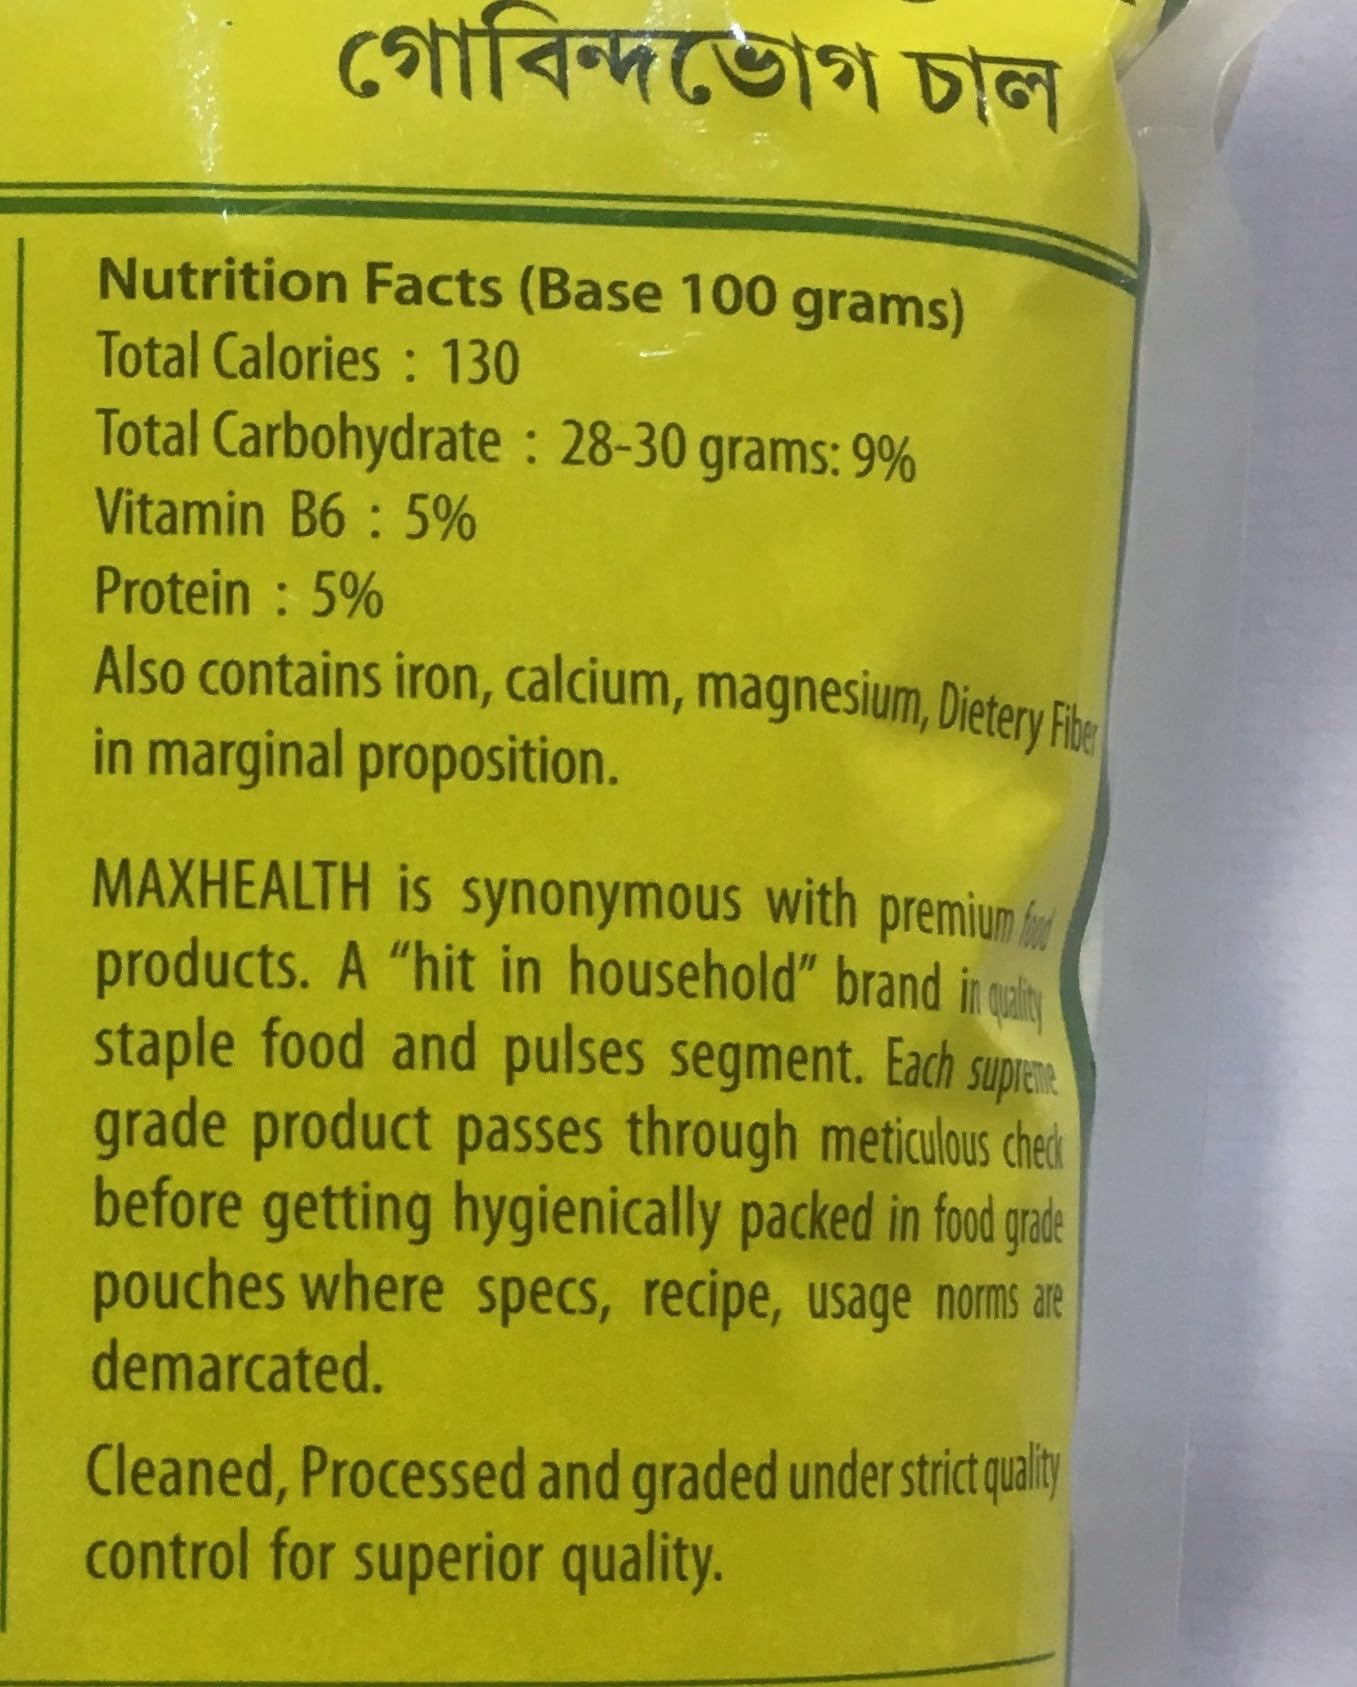 গোবিন্দভোগ চাল
Nutrition Facts (Base 100 grams)
Total Calories : 130
Total Carbohydrate : 28-30 grams: 9%
Vitamin B6 : 5%
Protein : 5%
Also contains iron, calcium, magnesium, Dietery Fiber
in marginal proposition.
MAXHEALTH is synonymous with premium food
products. A “hit in household” brand in quality
staple food and pulses segment. Each supreme
grade product passes through meticulous check
before getting hygienically packed in food grade
pouches where specs, recipe, usage norms are
demarcated.
Cleaned, Processed and graded under strict quality
control for superior quality.